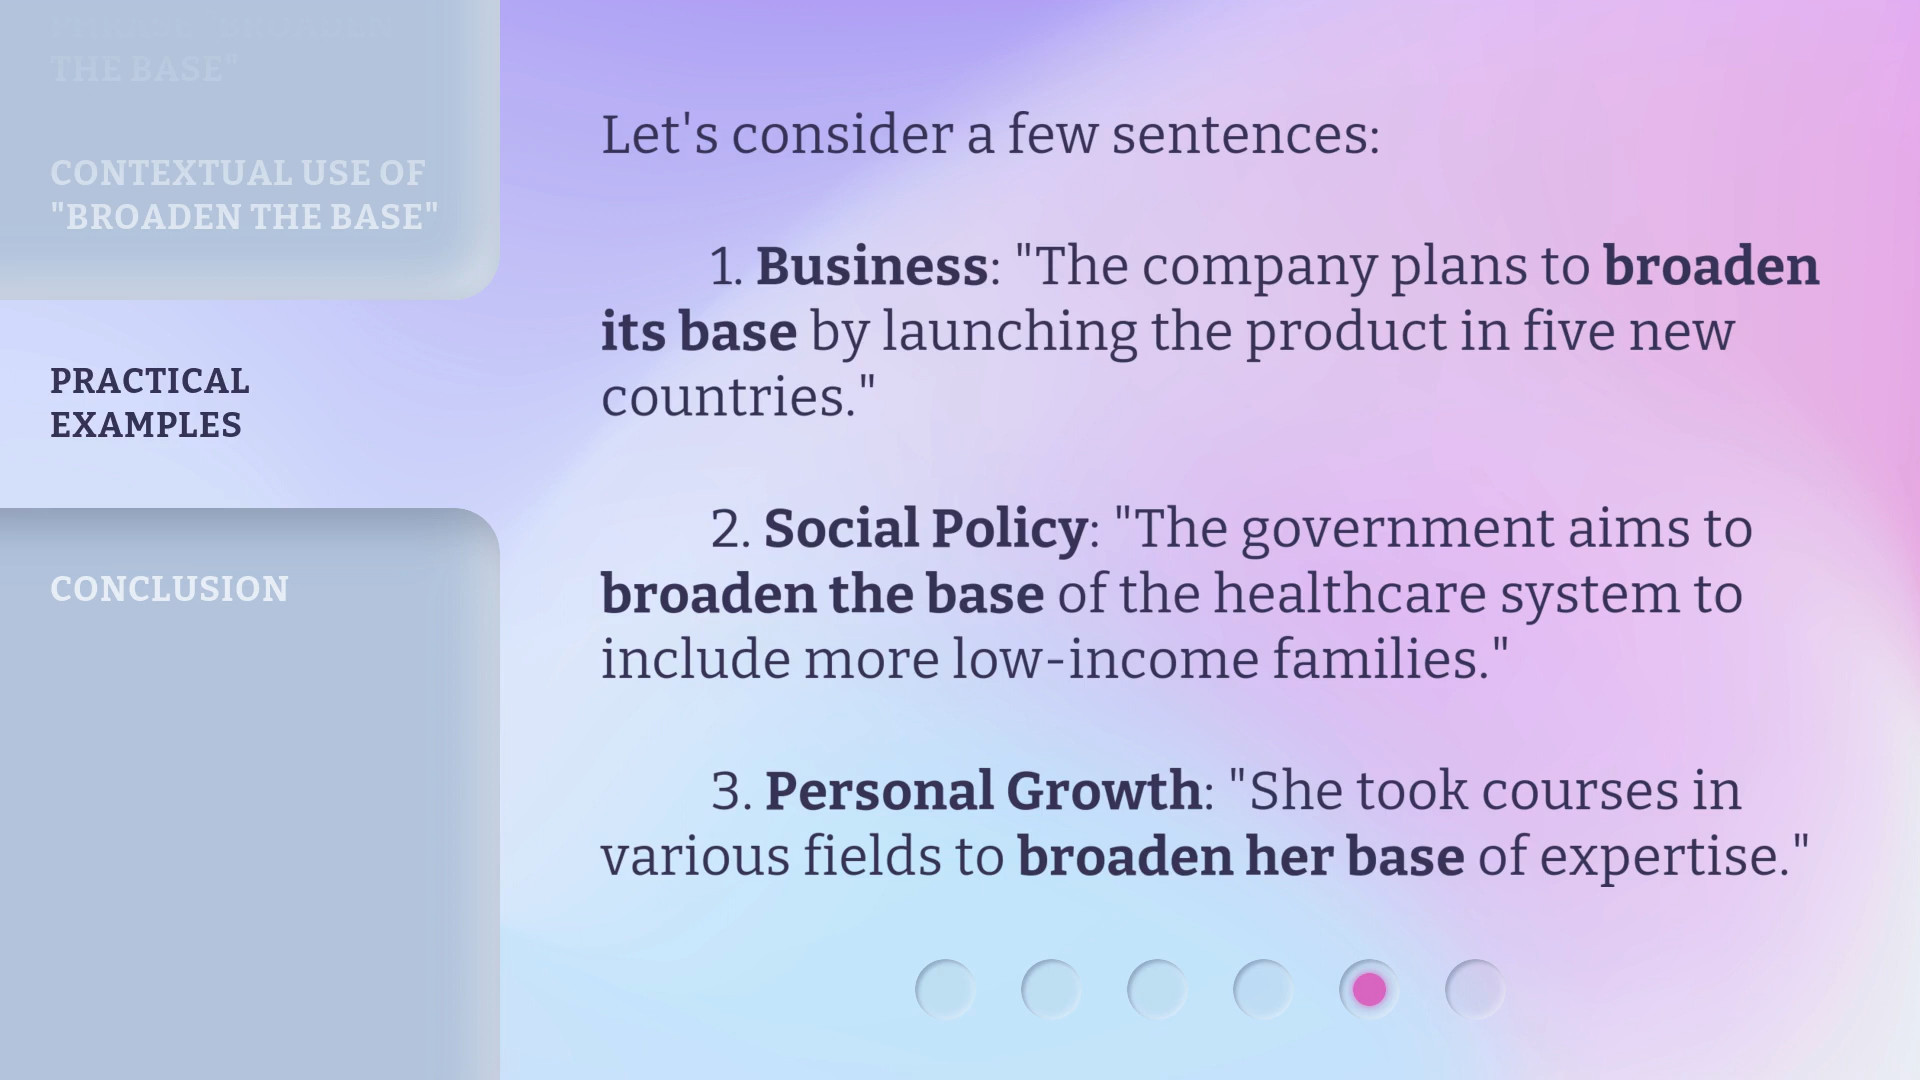 THE BASE"
CONTEXTUAL USE OF
"BROADEN THE BASE"
PRACTICAL
EXAMPLES
CONCLUSION
Let's consider a few sentences:
1. Business: "The company plans to broaden
its base by launching the product in five new
countries."
2. Social Policy: "The government aims to
broaden the base of the healthcare system to
include more low-income families."
3. Personal Growth: "She took courses in
various fields to broaden her base of expertise."